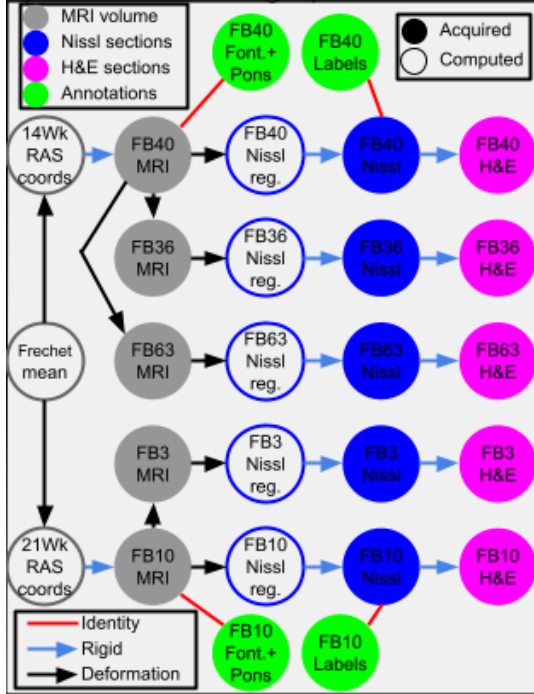 MRI volume
Nissl sections
H&E sections
Annotations
FB40
Font.+
Pons
FB40
Labels
Acquired
Computed
14Wk
RAS
coords
FB40
MRI
FB40
Nissl
reg.
FB40
Nissl
FB40
H&E
FB36
MRI
FB36
Nissl
reg.
FB36
Nissl
FB36
H&E
Frechet
mean
FB63
MRI
FB63
Nissl
reg.
FB63
Nissl
FB63
H&E
FB3
MRI
FB3
Nissl
reg.
FB3
Nissl
FB3
H&E
21Wk
RAS
coords
FB10
MRI
FB10
Nissl
reg.
FB10
Nissl
FB10
H&E
Identity
Rigid
Deformation
FB10
Font.+
Pons
FB10
Labels